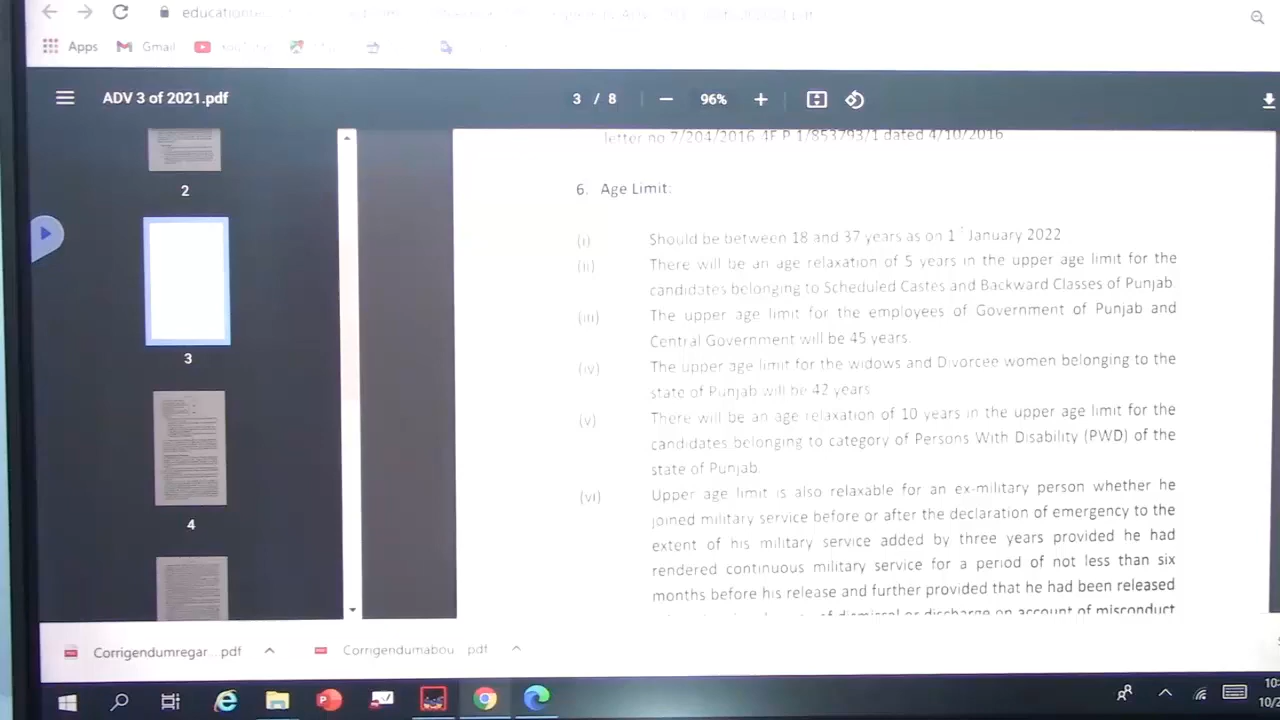 Apps Gmail
ADV 3 of 2021.pdf 3 / 8 96%
letter no 7/204/2016 4F.P.1/853793/1 dated 4/10/2016
2
6. Age Limit:
(i) Should be between 18 and 37 years as on 1 January 2022
(ii) There will be an age relaxation of 5 years in the upper age limit for the
candidates belonging to Scheduled Castes and Backward Classes of Punjab
(iii) The upper age limit for the employees of Government of Punjab and
Central Government will be 45 years.
3
(iv) The upper age limit for the widows and Divorcee women belonging to the
state of Punjab will be 42 years
(v) There will be an age relaxation of 10 years in the upper age limit for the
candidates belonging to category of Persons With Disability (PWD) of the
state of Punjab.
(vi) Upper age limit is also relaxable for an ex-military person whether he
joined military service before or after the declaration of emergency to the
4
extent of his military service added by three years provided he had
rendered continuous military service for a period of not less than six
months before his release and further provided that he had been released
of dismissal or discharge on account of misconduct
Corrigendumregar...pdf Corrigendumabou pdf